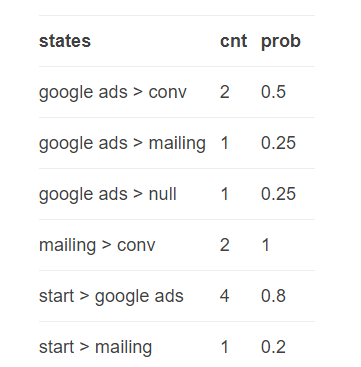 states cnt prob
google ads > conv 2 0.5
google ads > mailing 1 0.25
google ads > null 1 0.25
mailing > conv 2 1
start > google ads 4 0.8
start > mailing 1 0.2